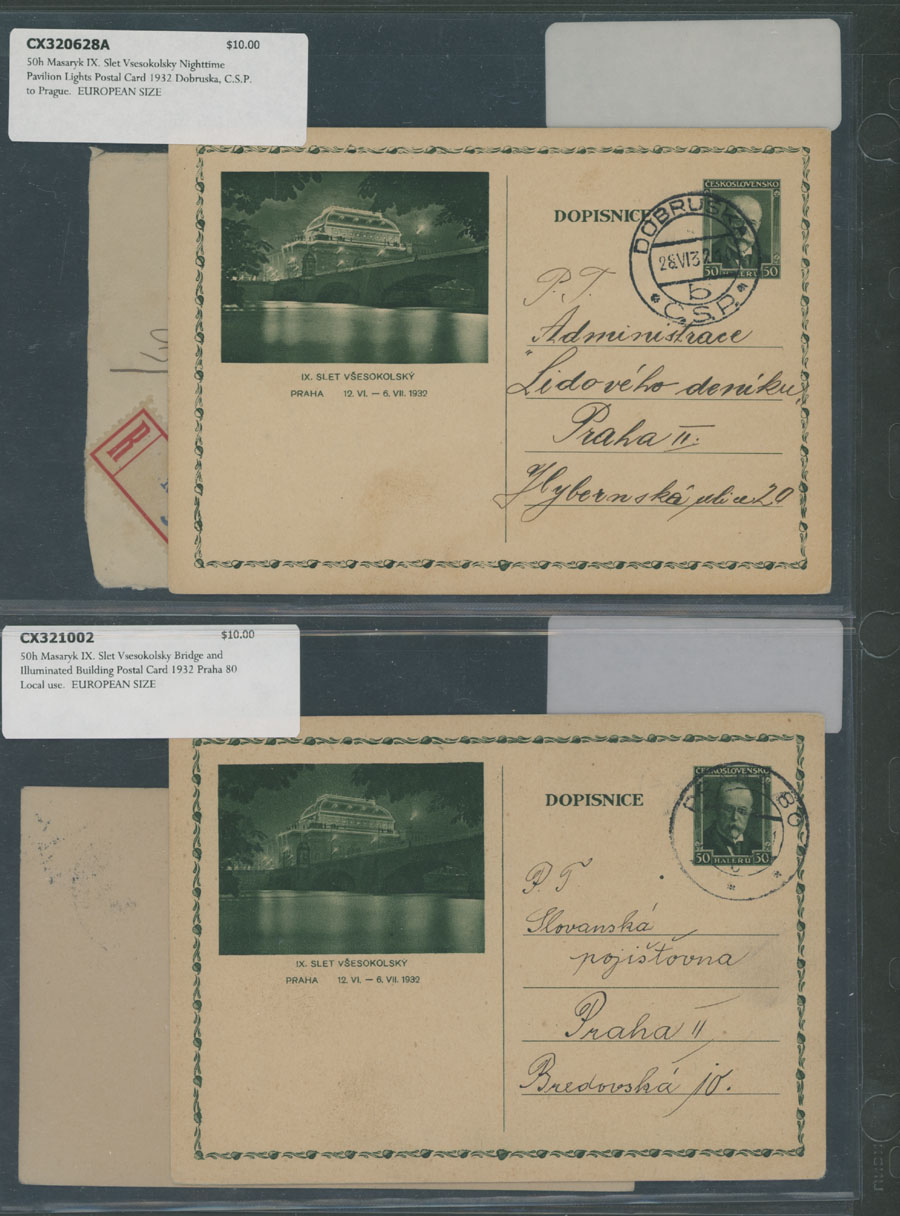 CX320628A $10.00
50h Masaryk IX. Slet Vsesokolsky Nighttime
Pavilion Lights Postal Card 1932 Dobruska, C.S.P.
to Prague. EUROPEAN SIZE
R
IX. SLET VŠESOKOLSKÝ
PRAHA 12. VI. — 6. VII. 1932
ČESKOSLOVENSKO
50 50
DOPISNICE
DOBRUŠKA
28.VI32
b
* Č.S.P. *
P. T.
Administrace
„Lidového deníku"
Praha II.
Hybernská ulice 20
CX321002 $10.00
50h Masaryk IX. Slet Vsesokolsky Bridge and
Illuminated Building Postal Card 1932 Praha 80
Local use. EUROPEAN SIZE
IX. SLET VŠESOKOLSKÝ
PRAHA 12. VI. — 6. VII. 1932
ČESKOSLOVENSKO
50 HALÉŘŮ 50
DOPISNICE
80
P. T
Slovanská
pojišťovna
Praha II
Bredovská 10.